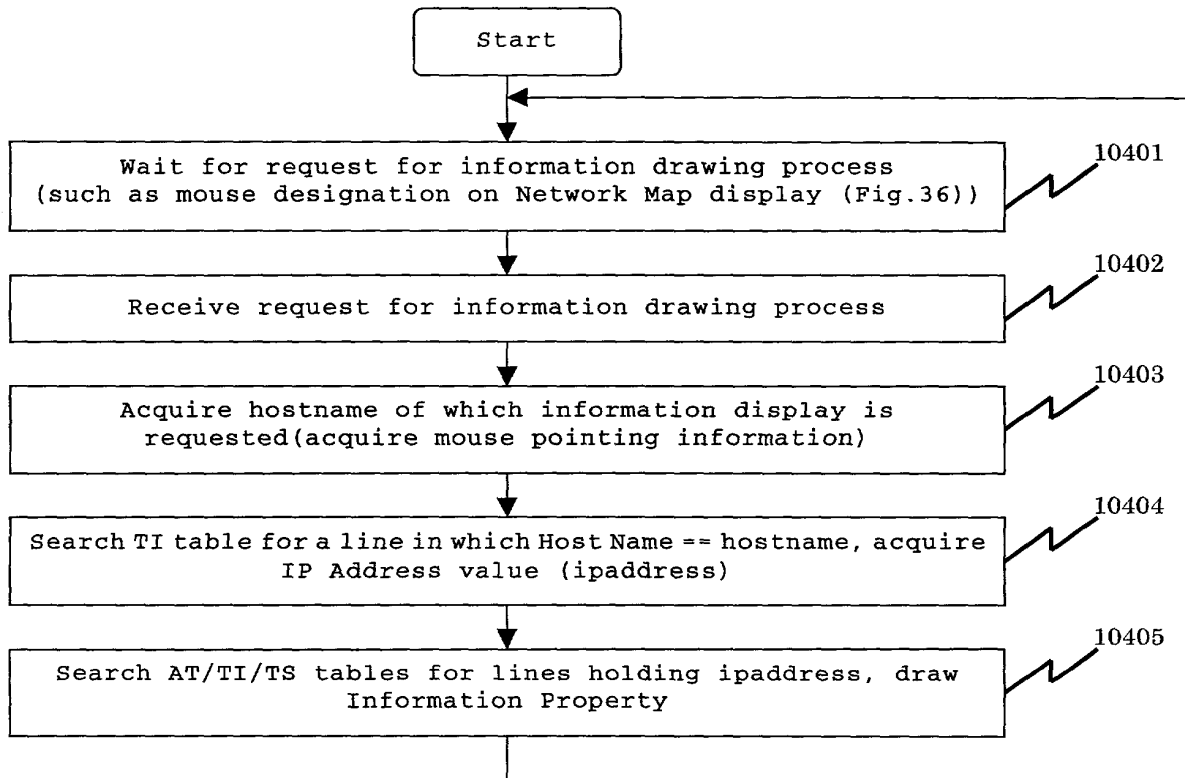 Start
Wait for request for information drawing process
(such as mouse designation on Network Map display (Fig.36))
10401
Receive request for information drawing process
10402
Acquire hostname of which information display is
requested(acquire mouse pointing information)
10403
Search TI table for a line in which Host Name == hostname, acquire
IP Address value (ipaddress)
10404
Search AT/TI/TS tables for lines holding ipaddress, draw
Information Property
10405